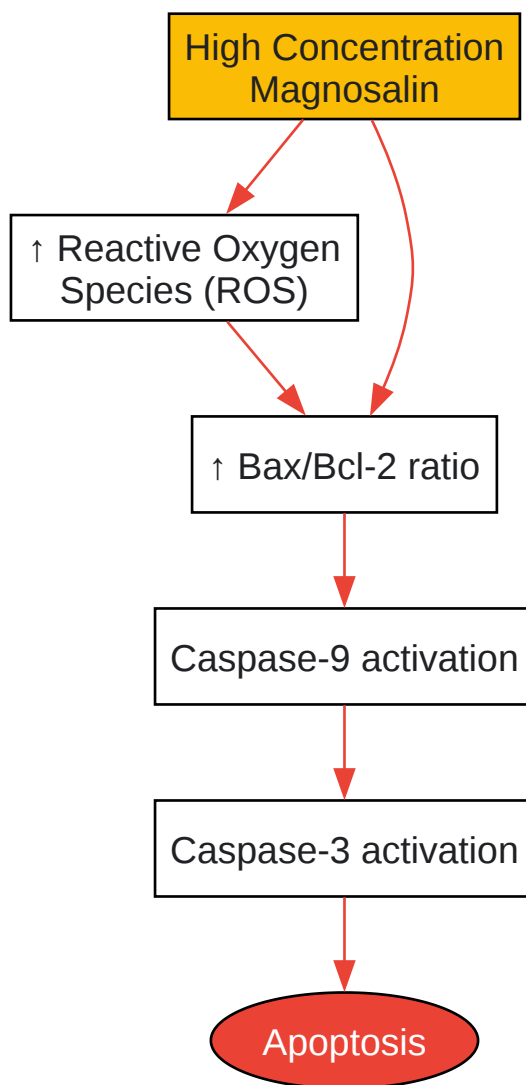 High Concentration
Magnosalin
↑ Reactive Oxygen
Species (ROS)
↑ Bax/Bcl-2 ratio
Caspase-9 activation
Caspase-3 activation
Apoptosis